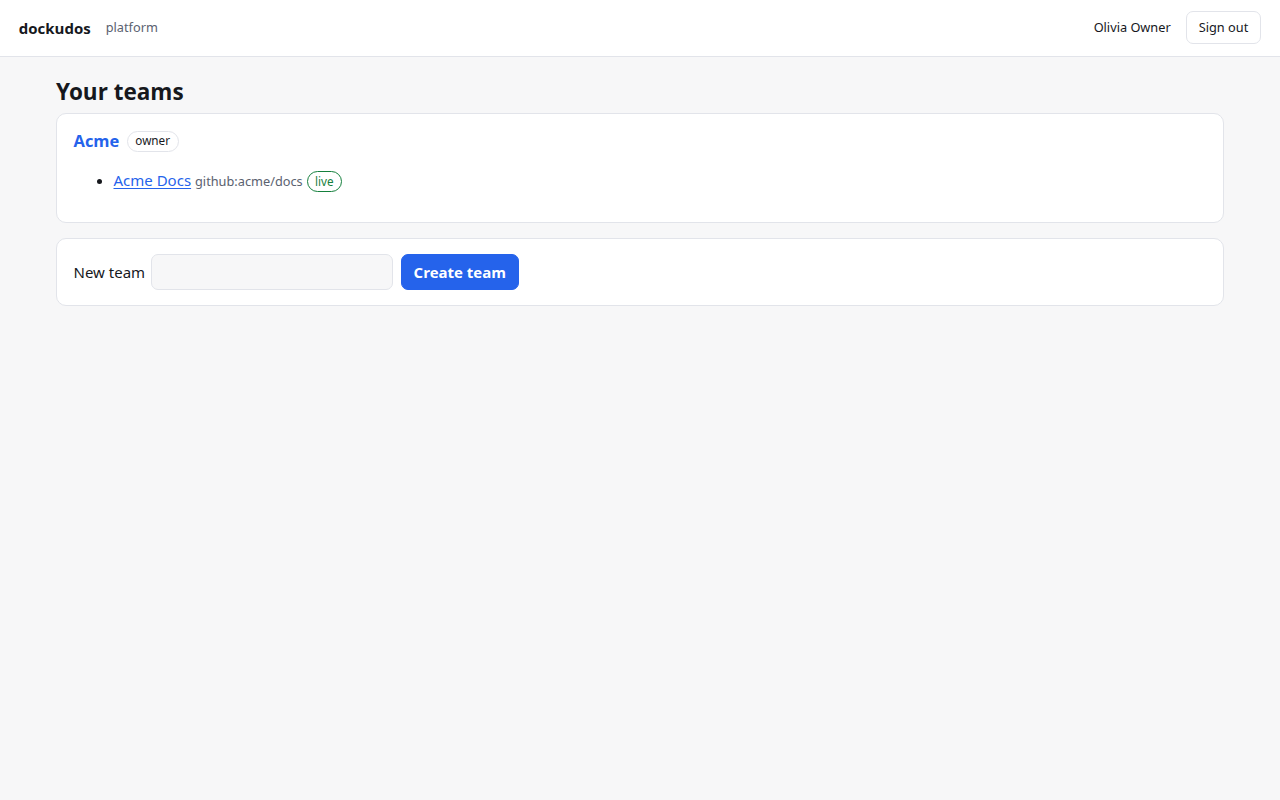 dockudos platform Olivia Owner Sign out
Your teams
Acme owner
Acme Docs github:acme/docs live
New team Create team